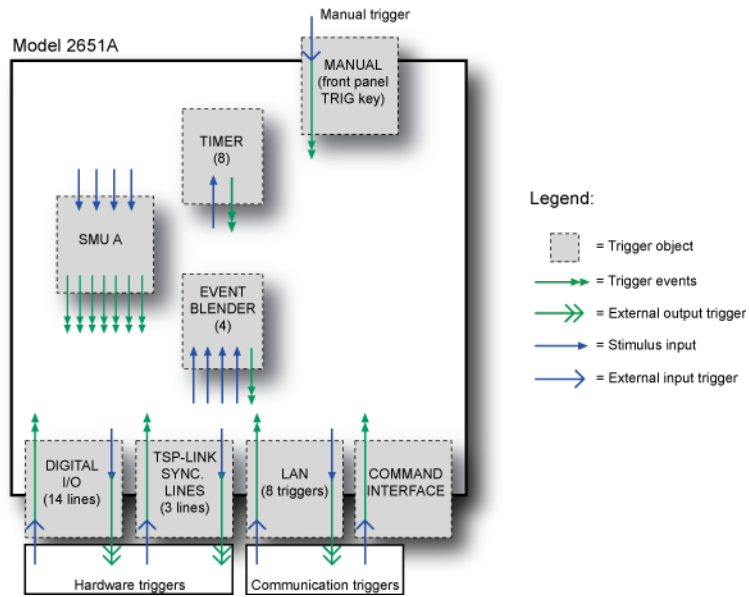 Manual trigger
Model 2651A
MANUAL
(front panel
TRIG key)
TIMER
(8)
SMU A
EVENT
BLENDER
(4)
DIGITAL
I/O
(14 lines)
TSP-LINK
SYNC.
LINES
(3 lines)
LAN
(8 triggers)
COMMAND
INTERFACE
Hardware triggers
Communication triggers
Legend:
= Trigger object
= Trigger events
= External output trigger
= Stimulus input
= External input trigger